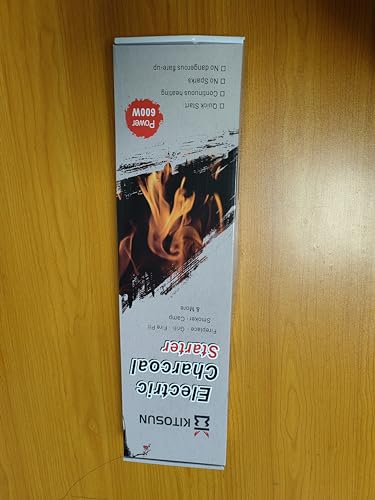 KITOSUN
Electric
Charcoal
Starter
Fireplace · Grill · Fire Pit
· Smoker · Camp
& More
Power
600W
Quick Start
Continuous heating
No Sparks
No dangerous flare-up